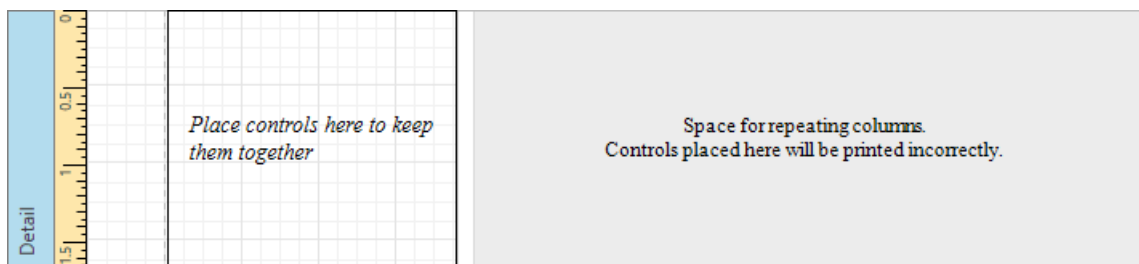 0
0.5
1
1.5
Detail
Place controls here to keep
them together
Space for repeating columns.
Controls placed here will be printed incorrectly.